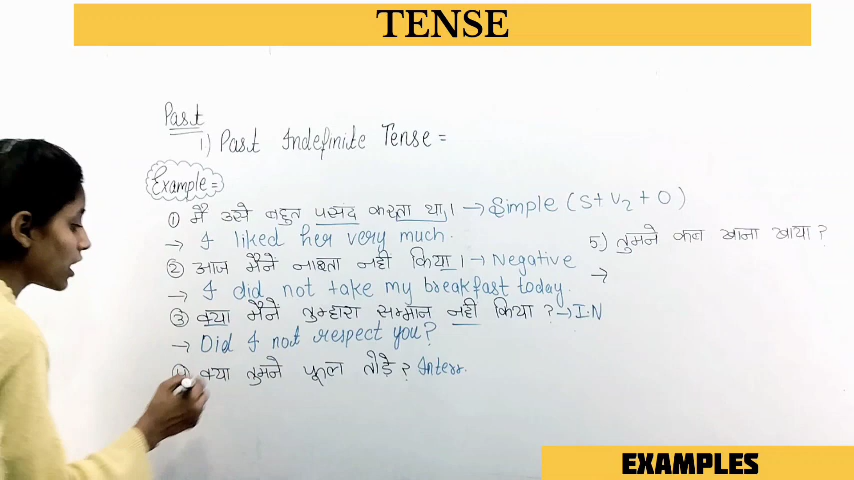 TENSE
Past
1) Past Indefinite Tense =
Example =
① मैं उसे बहुत पसंद करता था। → Simple (S + V2 + O)
→ I liked her very much.
② आज मैंने नाश्ता नहीं किया। → Negative
→ I did not take my breakfast today.
③ क्या मैंने तुम्हारा सम्मान नहीं किया ? → I.N
→ Did I not respect you?
④ क्या तुमने फूल तोड़े ? Interr.
5) तुमने कब खाना खाया ?
→
EXAMPLES